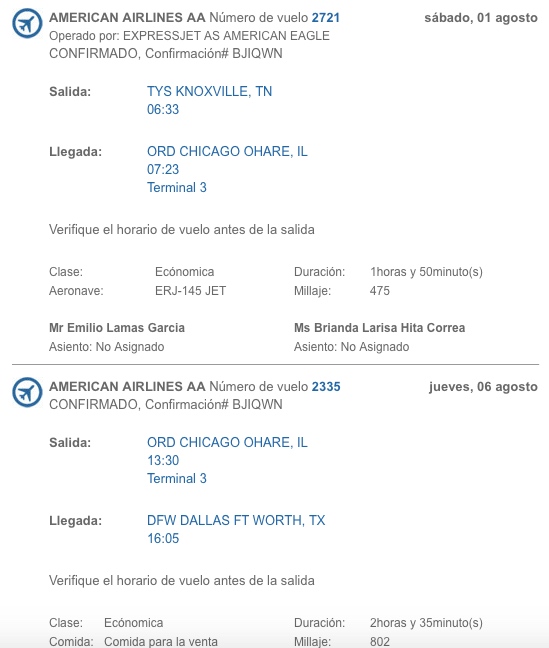 AMERICAN AIRLINES AA Número de vuelo 2721 sábado, 01 agosto
Operado por: EXPRESSJET AS AMERICAN EAGLE
CONFIRMADO, Confirmación# BJIQWN
Salida: TYS KNOXVILLE, TN
06:33
Llegada: ORD CHICAGO OHARE, IL
07:23
Terminal 3
Verifique el horario de vuelo antes de la salida
Clase: Ecónomica Duración: 1horas y 50minuto(s)
Aeronave: ERJ-145 JET Millaje: 475
Mr Emilio Lamas Garcia Ms Brianda Larisa Hita Correa
Asiento: No Asignado Asiento: No Asignado
AMERICAN AIRLINES AA Número de vuelo 2335 jueves, 06 agosto
CONFIRMADO, Confirmación# BJIQWN
Salida: ORD CHICAGO OHARE, IL
13:30
Terminal 3
Llegada: DFW DALLAS FT WORTH, TX
16:05
Verifique el horario de vuelo antes de la salida
Clase: Ecónomica Duración: 2horas y 35minuto(s)
Comida: Comida para la venta Millaje: 802